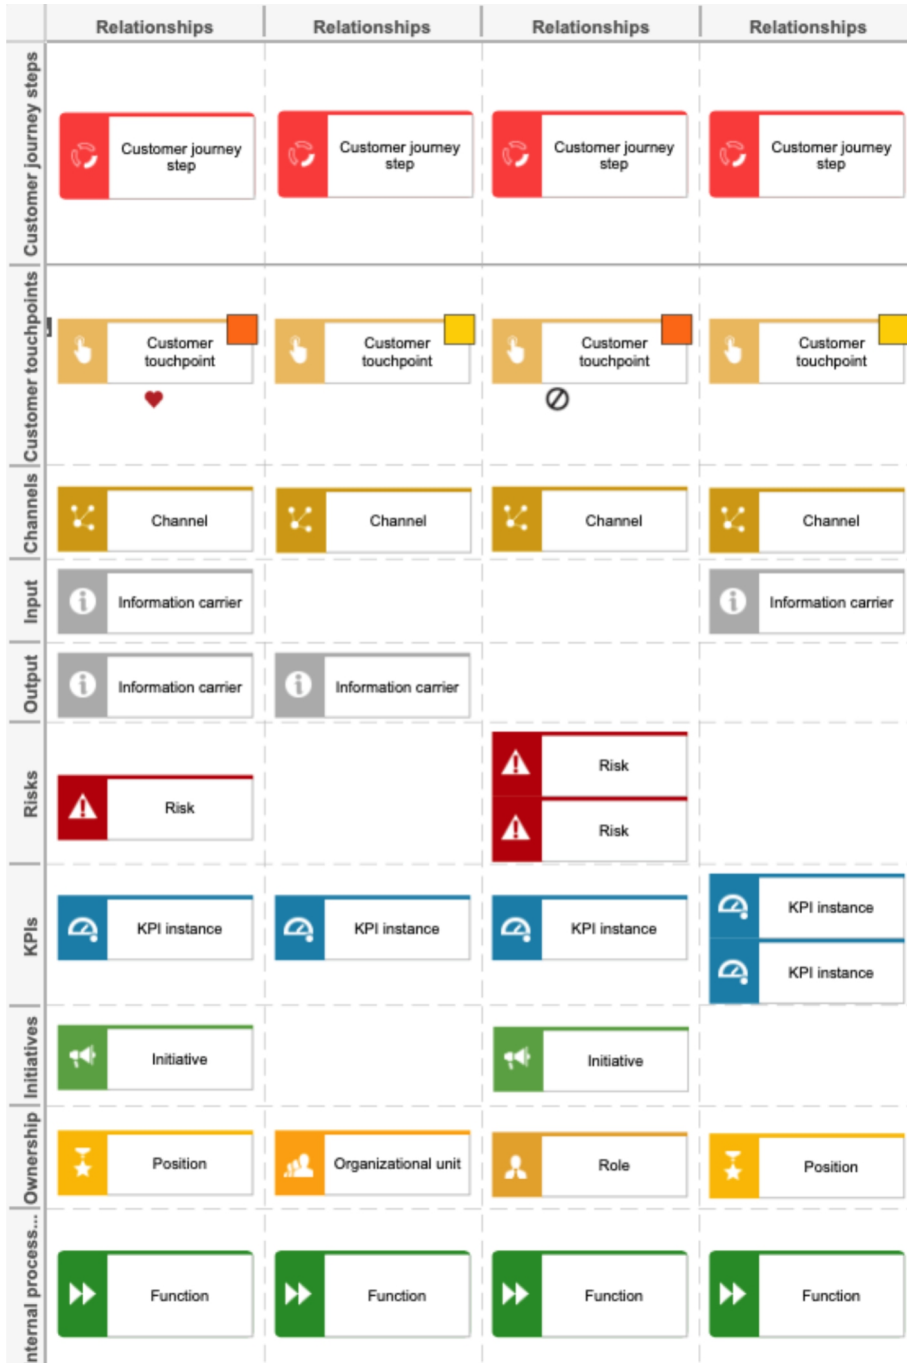 Relationships Relationships Relationships Relationships
Customer journey steps
Customer journey
step
Customer journey
step
Customer journey
step
Customer journey
step
Customer touchpoints
Customer
touchpoint
Customer
touchpoint
Customer
touchpoint
Customer
touchpoint
Channels
Channel
Channel
Channel
Channel
Input
Information carrier
Information carrier
Output
Information carrier
Information carrier
Risks
Risk
Risk
Risk
KPIs
KPI instance
KPI instance
KPI instance
KPI instance
KPI instance
Initiatives
Initiative
Initiative
Ownership
Position
Organizational unit
Role
Position
nternal process...
Function
Function
Function
Function